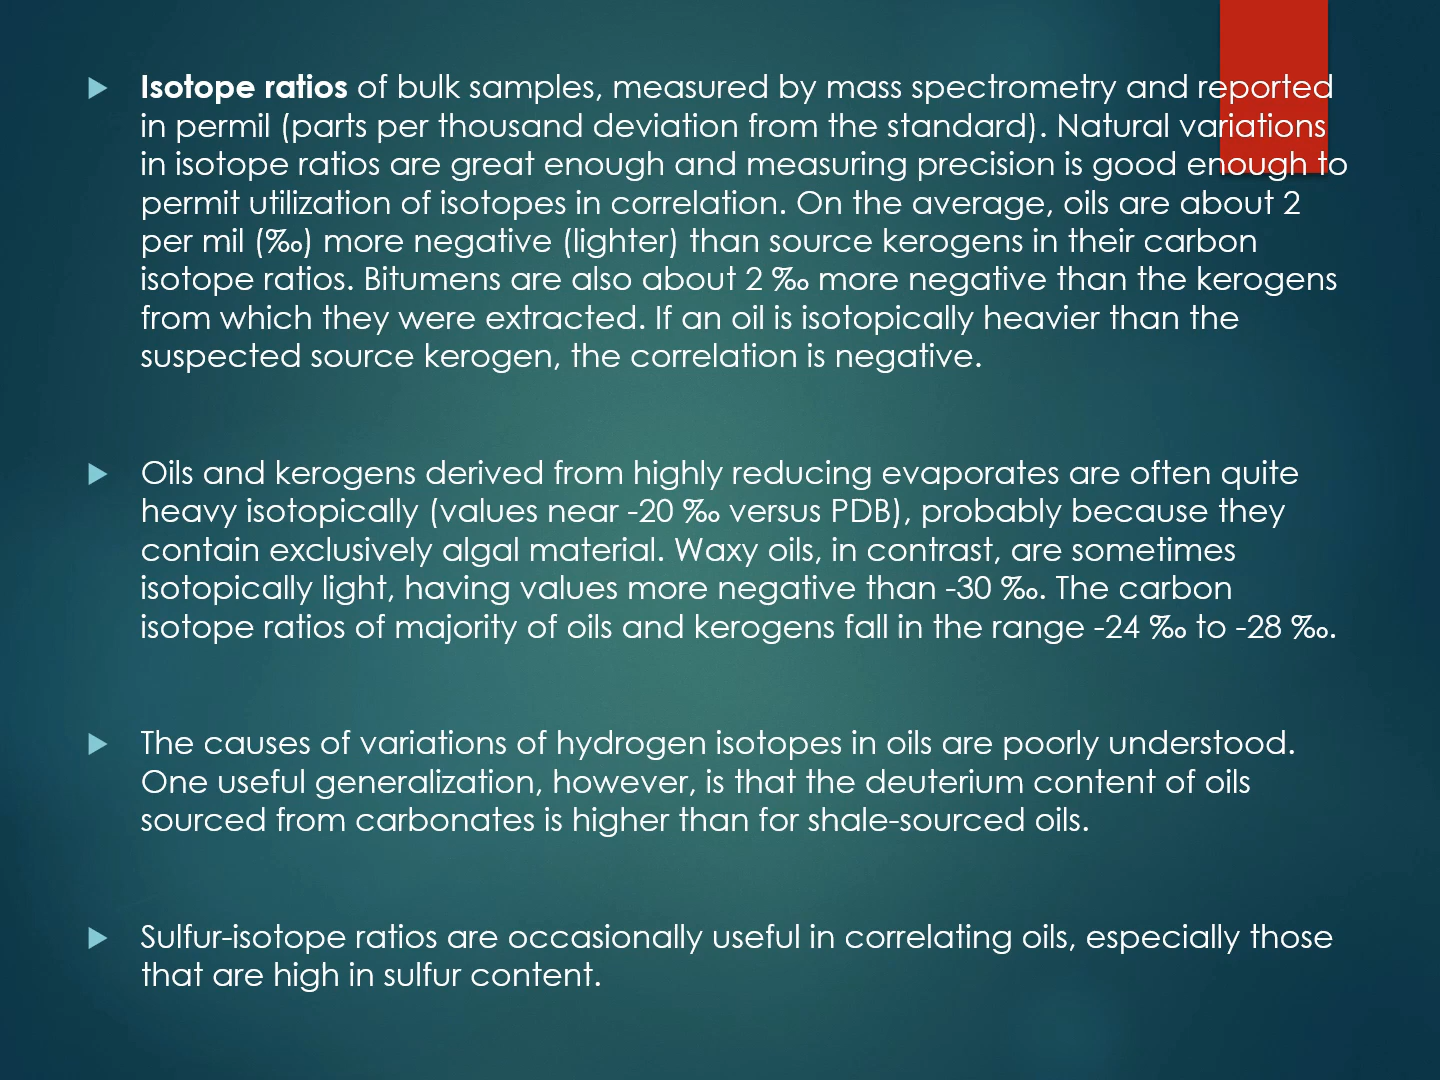 Isotope ratios of bulk samples, measured by mass spectrometry and reported
in permil (parts per thousand deviation from the standard). Natural variations
in isotope ratios are great enough and measuring precision is good enough to
permit utilization of isotopes in correlation. On the average, oils are about 2
per mil (‰) more negative (lighter) than source kerogens in their carbon
isotope ratios. Bitumens are also about 2 ‰ more negative than the kerogens
from which they were extracted. If an oil is isotopically heavier than the
suspected source kerogen, the correlation is negative.
Oils and kerogens derived from highly reducing evaporates are often quite
heavy isotopically (values near -20 ‰ versus PDB), probably because they
contain exclusively algal material. Waxy oils, in contrast, are sometimes
isotopically light, having values more negative than -30 ‰. The carbon
isotope ratios of majority of oils and kerogens fall in the range -24 ‰ to -28 ‰.
The causes of variations of hydrogen isotopes in oils are poorly understood.
One useful generalization, however, is that the deuterium content of oils
sourced from carbonates is higher than for shale-sourced oils.
Sulfur-isotope ratios are occasionally useful in correlating oils, especially those
that are high in sulfur content.